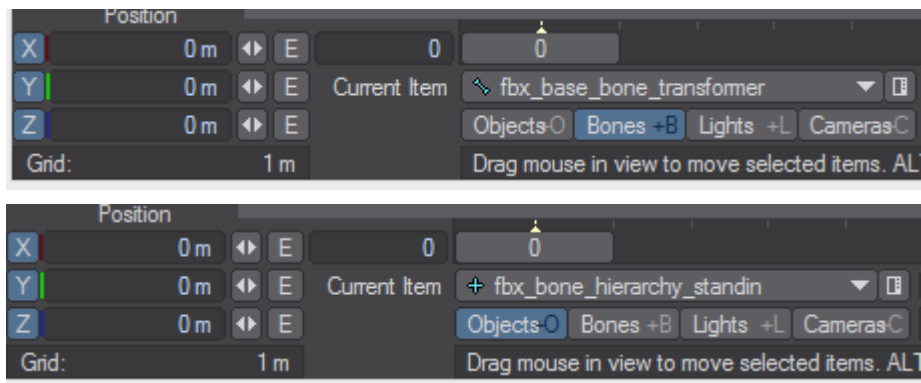 Position
X 0 m E 0 0
Y 0 m E Current Item fbx_base_bone_transformer
Z 0 m E Objects-O Bones +B Lights +L Cameras-C
Grid: 1 m Drag mouse in view to move selected items. AL
Position
X 0 m E 0 0
Y 0 m E Current Item fbx_bone_hierarchy_standin
Z 0 m E Objects-O Bones +B Lights +L Cameras-C
Grid: 1 m Drag mouse in view to move selected items. AL